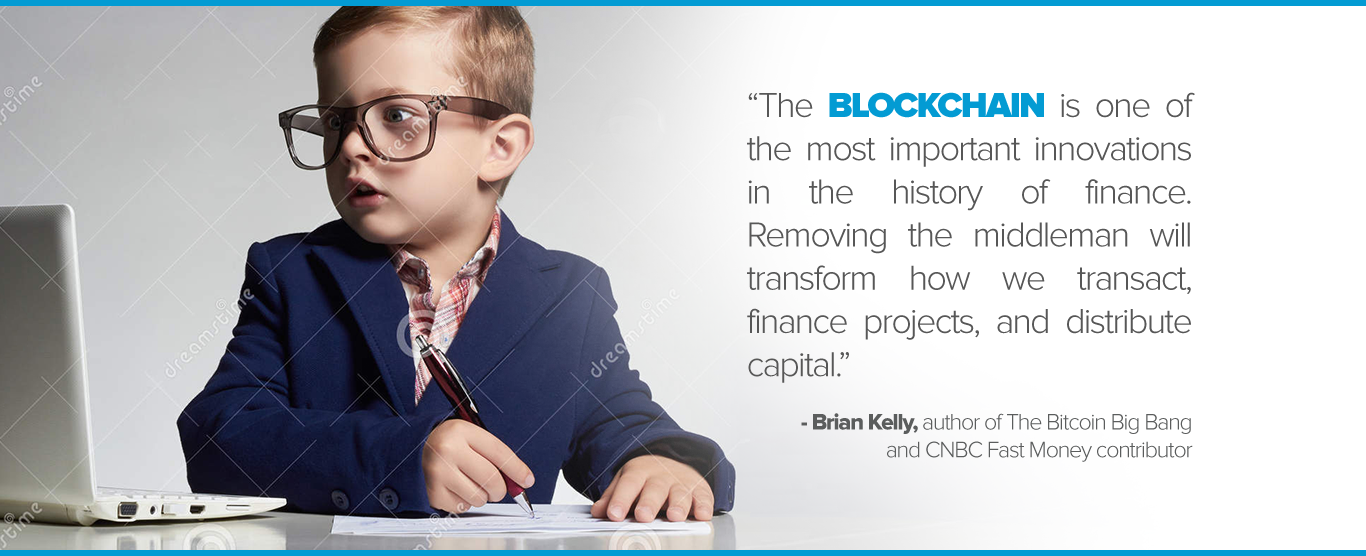 “The BLOCKCHAIN is one of
the most important innovations
in the history of finance.
Removing the middleman will
transform how we transact,
finance projects, and distribute
capital.”
- Brian Kelly, author of The Bitcoin Big Bang
and CNBC Fast Money contributor
dreamstime
dreamstime
dreamstime